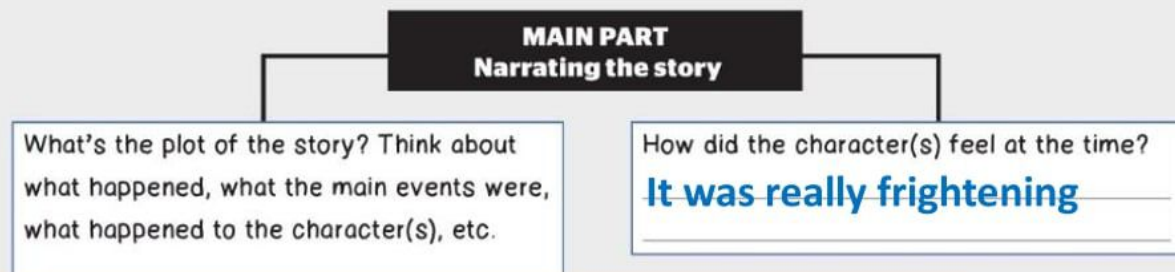 MAIN PART
Narrating the story
What's the plot of the story? Think about
what happened, what the main events were,
what happened to the character(s), etc.
How did the character(s) feel at the time?
It was really frightening